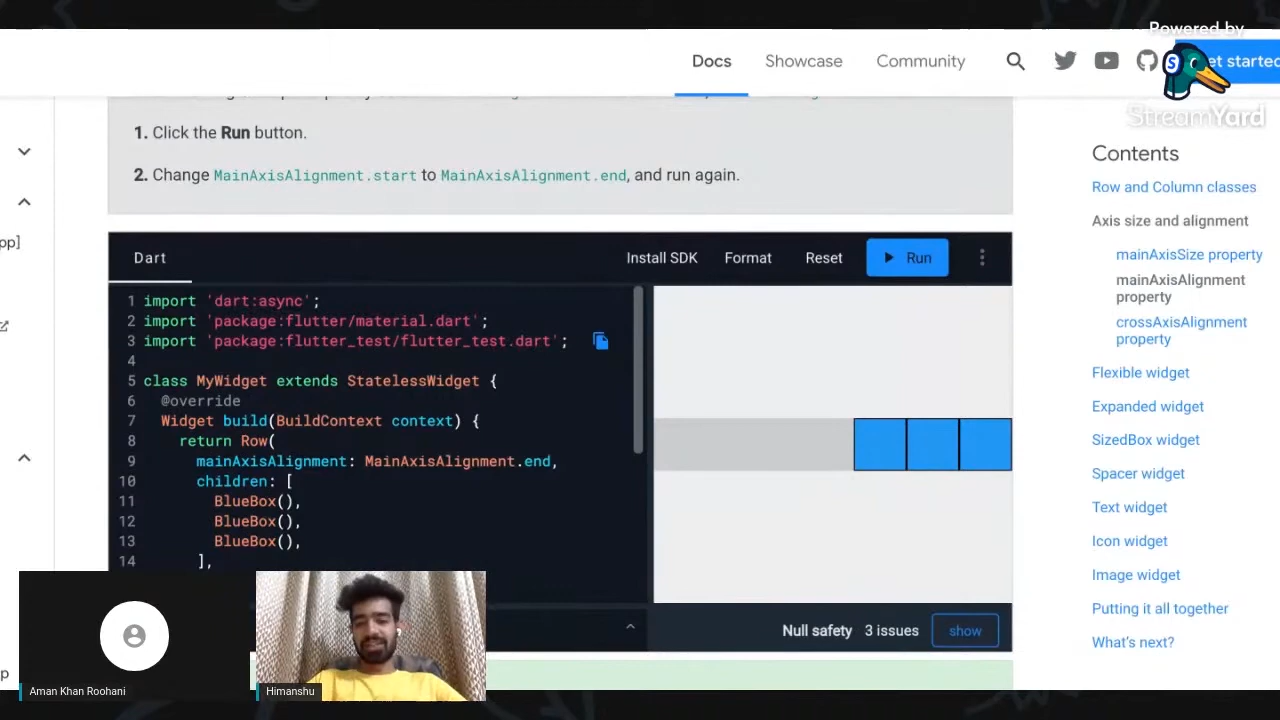 Powered by
Docs
Showcase
Community
et started
StreamYard
1. Click the Run button.
2. Change MainAxisAlignment.start to MainAxisAlignment.end, and run again.
Dart
Install SDK
Format
Reset
Run
1 import 'dart:async';
2 import 'package:flutter/material.dart';
3 import 'package:flutter_test/flutter_test.dart';
4
5 class MyWidget extends StatelessWidget {
6 @override
7 Widget build(BuildContext context) {
8 return Row(
9 mainAxisAlignment: MainAxisAlignment.end,
10 children: [
11 BlueBox(),
12 BlueBox(),
13 BlueBox(),
14 ],
Null safety
3 issues
show
pp]
p
Contents
Row and Column classes
Axis size and alignment
mainAxisSize property
mainAxisAlignment
property
crossAxisAlignment
property
Flexible widget
Expanded widget
SizedBox widget
Spacer widget
Text widget
Icon widget
Image widget
Putting it all together
What's next?
Aman Khan Roohani
Himanshu